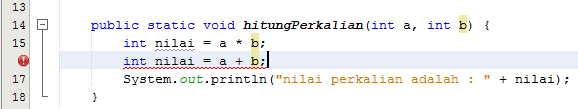 13
14 public static void hitungPerkalian(int a, int b) {
15 int nilai = a * b;
int nilai = a + b;
17 System.out.println("nilai perkalian adalah : " + nilai);
18 }